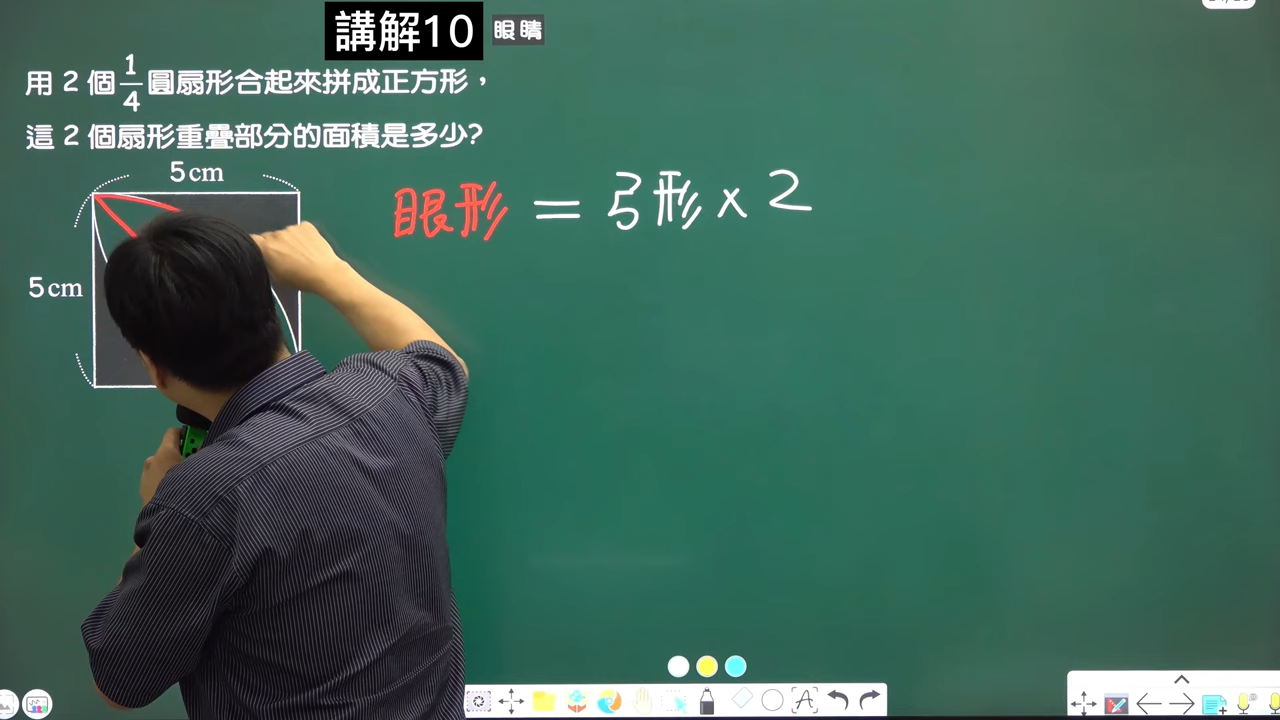 講解10 眼睛
用 2 個 1/4 圓扇形合起來拼成正方形，
這 2 個扇形重疊部分的面積是多少?
5cm
眼形 = 弓形 × 2
5cm